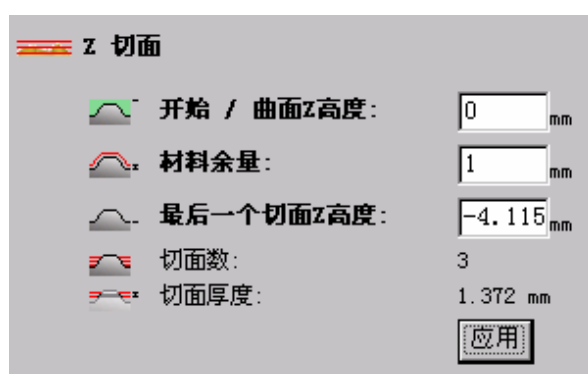 Z 切面
开始 / 曲面Z高度: 0 mm
材料余量: 1 mm
最后一个切面Z高度: -4.115 mm
切面数: 3
切面厚度: 1.372 mm
应用